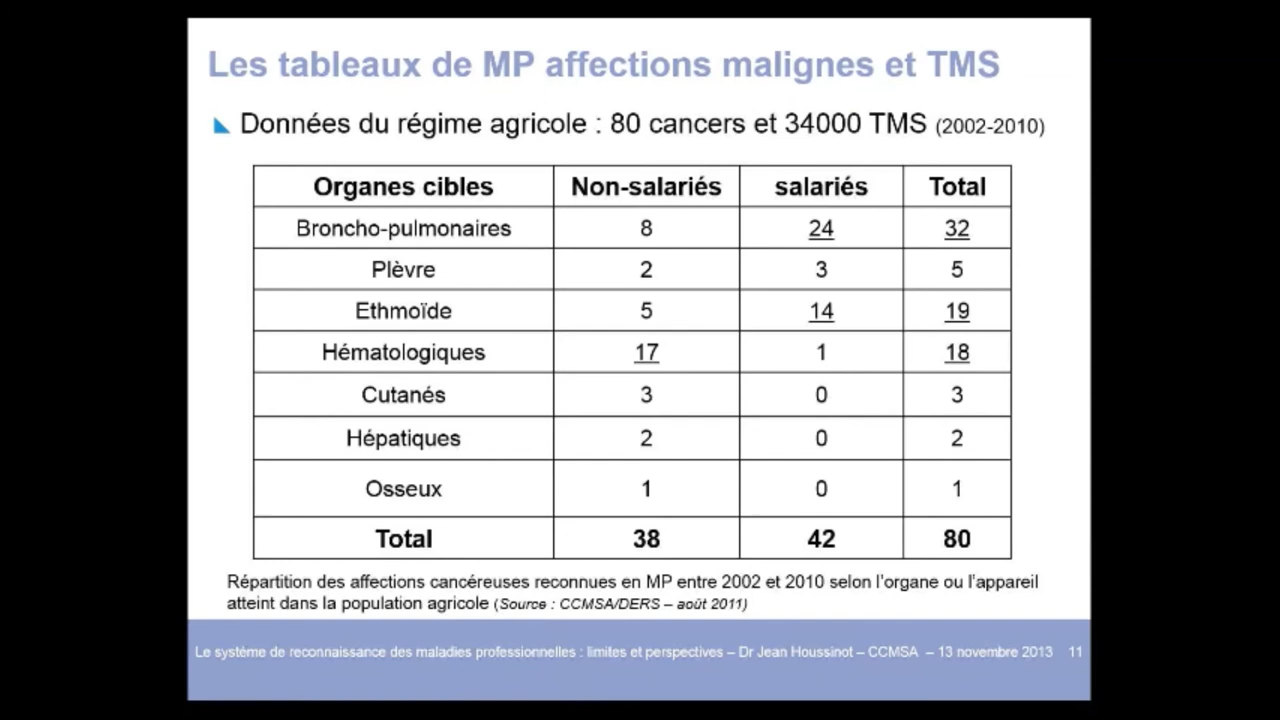 Les tableaux de MP affections malignes et TMS
Données du régime agricole : 80 cancers et 34000 TMS (2002-2010)
Organes cibles Non-salariés salariés Total
Broncho-pulmonaires 8 24 32
Plèvre 2 3 5
Ethmoïde 5 14 19
Hématologiques 17 1 18
Cutanés 3 0 3
Hépatiques 2 0 2
Osseux 1 0 1
Total 38 42 80
Répartition des affections cancéreuses reconnues en MP entre 2002 et 2010 selon l'organe ou l'appareil
atteint dans la population agricole (Source : CCMSA/DERS – août 2011)
Le système de reconnaissance des maladies professionnelles : limites et perspectives – Dr Jean Houssinot – CCMSA – 13 novembre 2013 11